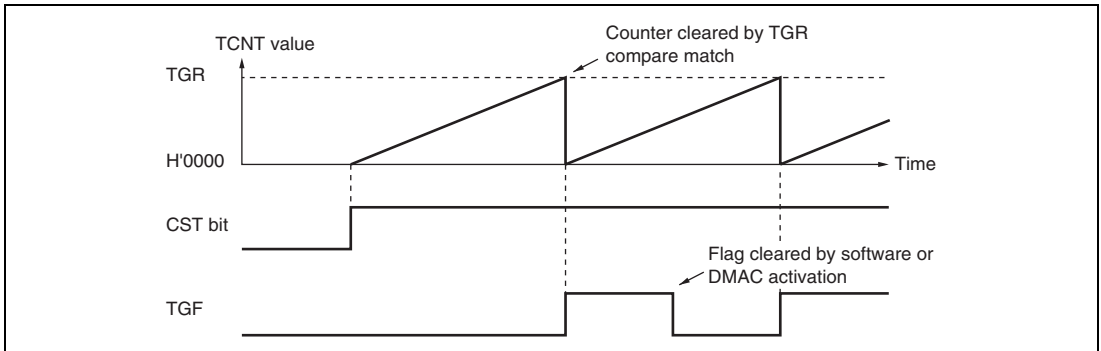 Counter cleared by TGR
compare match
TCNT value
TGR
H'0000
Time
CST bit
Flag cleared by software or
DMAC activation
TGF